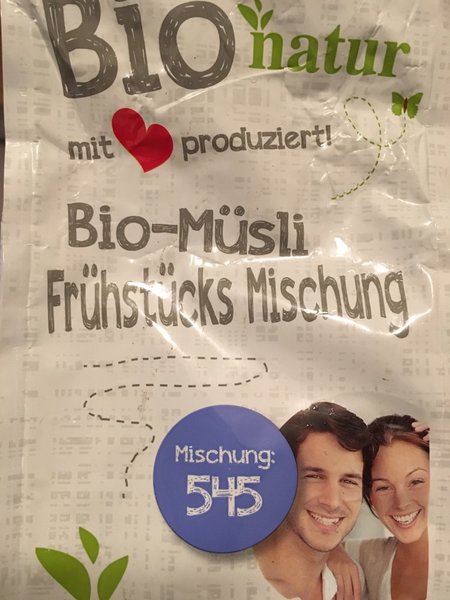 Bio natur
mit produziert!
Bio-Müsli
Frühstücks Mischung
Mischung:
545